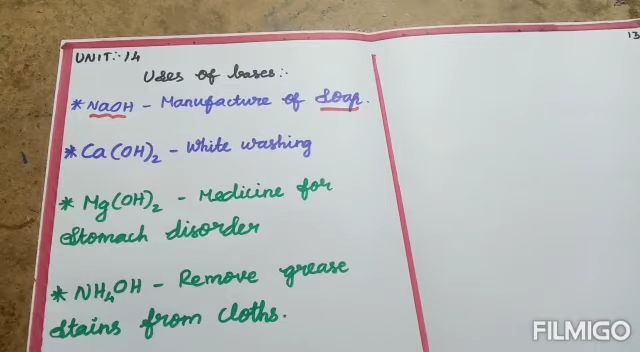 UNIT:-14
Uses of bases:-
* NaOH - Manufacture of Soap.
* Ca(OH)₂ - White washing
* Mg(OH)₂ - Medicine for
Stomach disorder
* NH₄OH - Remove grease
Stains from cloths.
13
FILMIGO